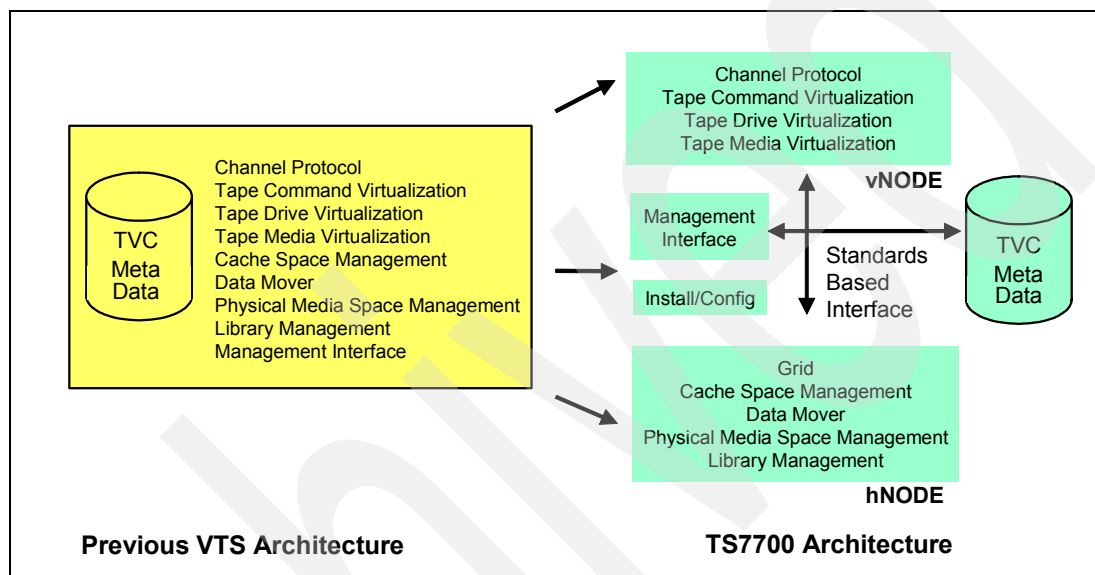 TVC
Meta
Data
Channel Protocol
Tape Command Virtualization
Tape Drive Virtualization
Tape Media Virtualization
Cache Space Management
Data Mover
Physical Media Space Management
Library Management
Management Interface
Previous VTS Architecture
Channel Protocol
Tape Command Virtualization
Tape Drive Virtualization
Tape Media Virtualization
vNODE
Management
Interface
Install/Config
Standards
Based
Interface
TVC
Meta
Data
Grid
Cache Space Management
Data Mover
Physical Media Space Management
Library Management
hNODE
TS7700 Architecture